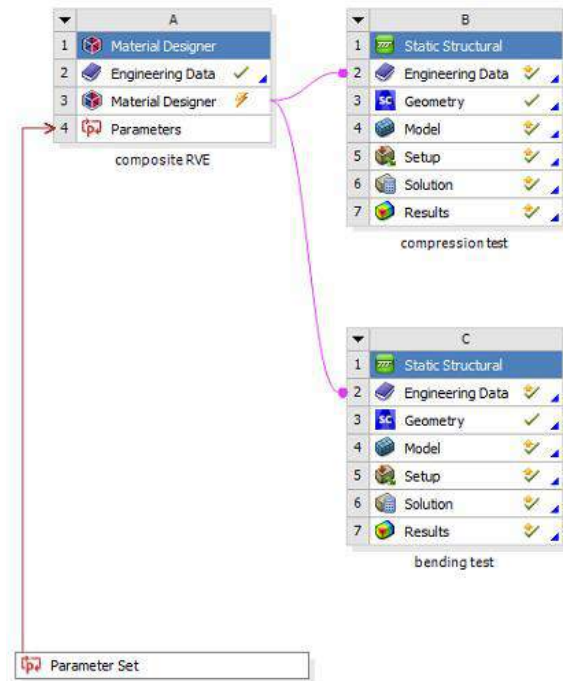 A
1 Material Designer
2 Engineering Data
3 Material Designer
4 Parameters
composite RVE
B
1 Static Structural
2 Engineering Data
3 SC Geometry
4 Model
5 Setup
6 Solution
7 Results
compression test
C
1 Static Structural
2 Engineering Data
3 SC Geometry
4 Model
5 Setup
6 Solution
7 Results
bending test
Parameter Set